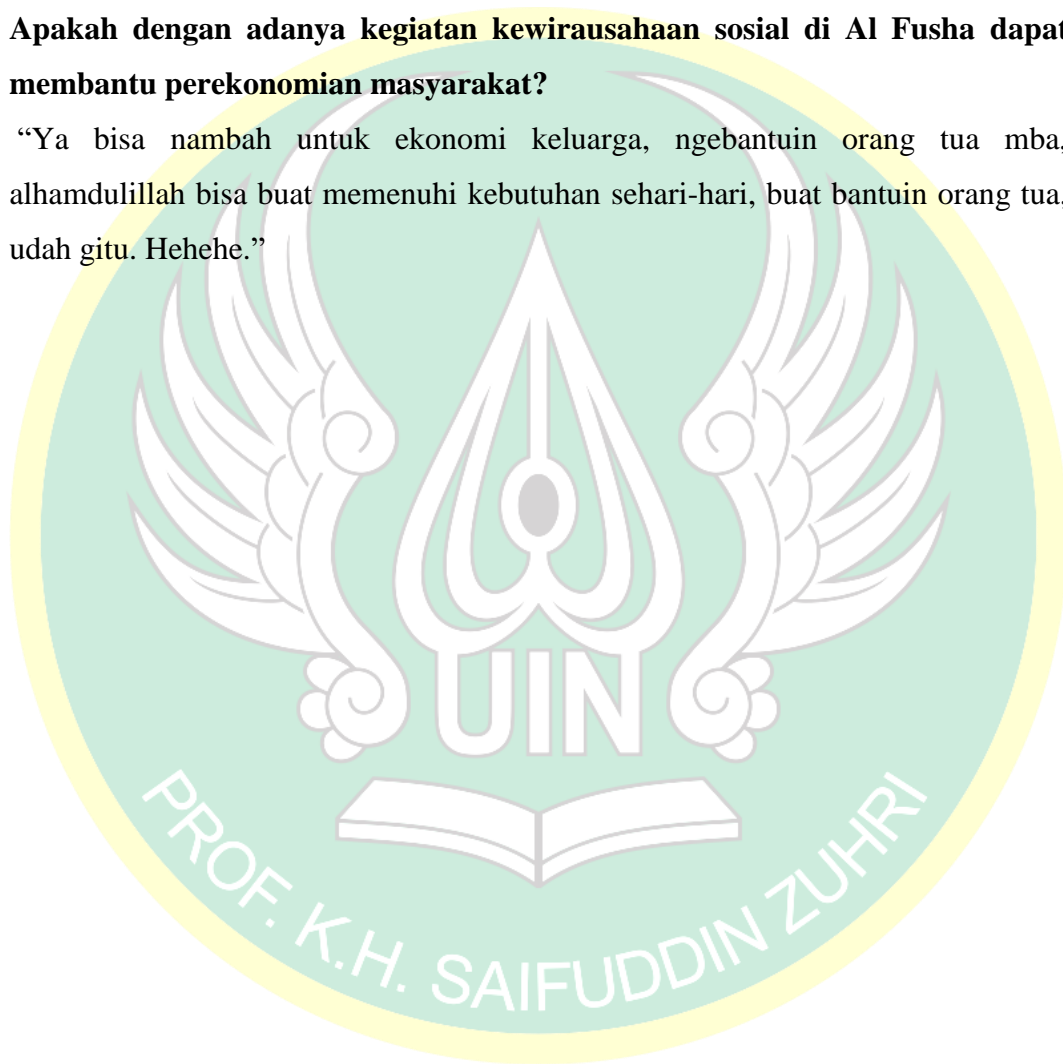 Apakah dengan adanya kegiatan kewirausahaan sosial di Al Fusha dapat
membantu perekonomian masyarakat?
“Ya bisa nambah untuk ekonomi keluarga, ngebantuin orang tua mba,
alhamdulillah bisa buat memenuhi kebutuhan sehari-hari, buat bantuin orang tua,
udah gitu. Hehehe.”
UIN
PROF. K.H. SAIFUDDIN ZUHRI